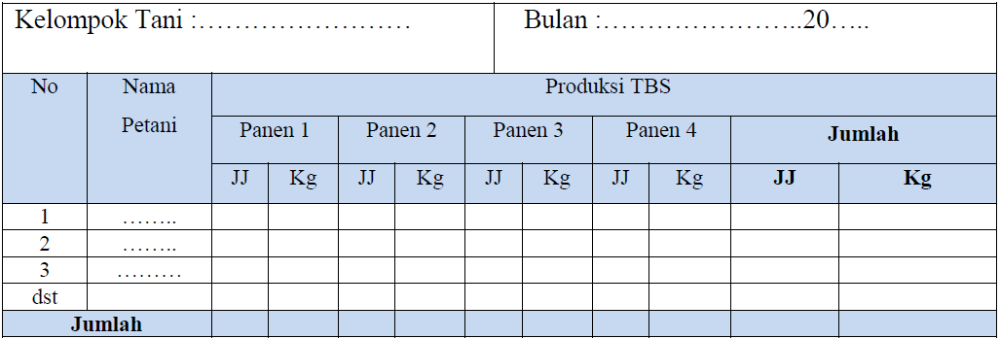 Kelompok Tani :…………………… Bulan :…………………..20…..
No Nama Petani Produksi TBS
Panen 1 Panen 2 Panen 3 Panen 4 Jumlah
JJ Kg JJ Kg JJ Kg JJ Kg JJ Kg
1 ……..
2 ……..
3 ………
dst
Jumlah